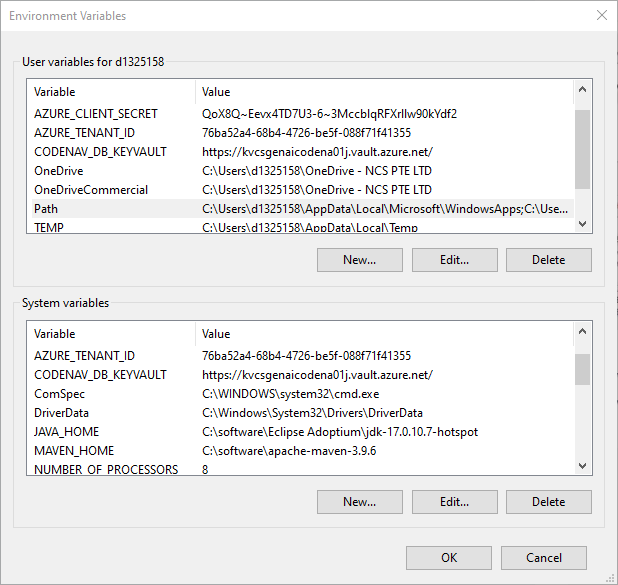 Environment Variables
User variables for d1325158
Variable Value
AZURE_CLIENT_SECRET
AZURE_TENANT_ID 76ba52a4-68b4-4726-be5f-088f71f41355
CODENAV_DB_KEYVAULT https://kvcsgenaicodena01j.vault.azure.net/
OneDrive C:\Users\d1325158\OneDrive - NCS PTE LTD
OneDriveCommercial C:\Users\d1325158\OneDrive - NCS PTE LTD
Path C:\Users\d1325158\AppData\Local\Microsoft\WindowsApps;C:\Use...
TEMP C:\Users\d1325158\AppData\Local\Temp
New... Edit... Delete
System variables
Variable Value
AZURE_TENANT_ID 76ba52a4-68b4-4726-be5f-088f71f41355
CODENAV_DB_KEYVAULT https://kvcsgenaicodena01j.vault.azure.net/
ComSpec C:\WINDOWS\system32\cmd.exe
DriverData C:\Windows\System32\Drivers\DriverData
JAVA_HOME C:\software\Eclipse Adoptium\jdk-17.0.10.7-hotspot
MAVEN_HOME C:\software\apache-maven-3.9.6
NUMBER_OF_PROCESSORS 8
New... Edit... Delete
OK Cancel